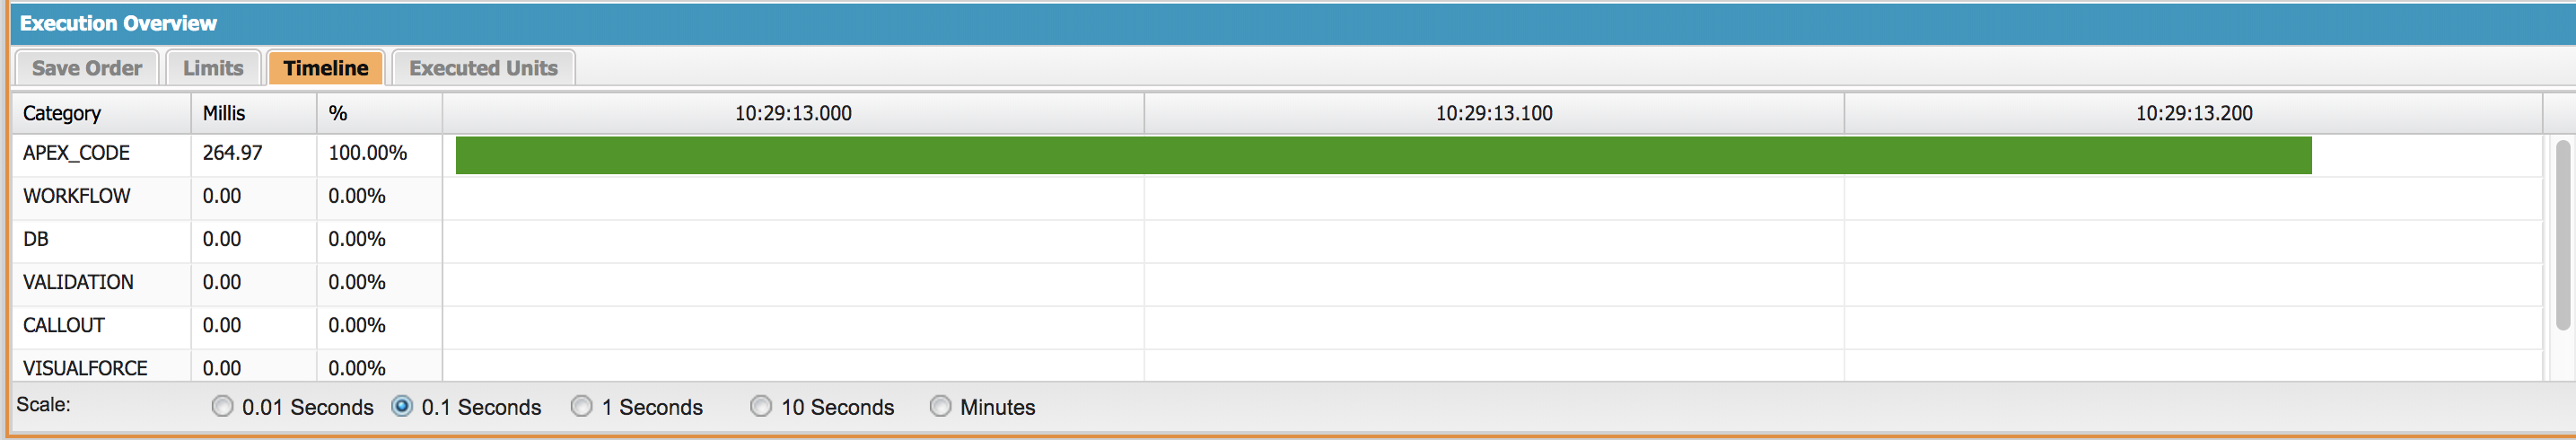 Execution Overview
Save Order Limits Timeline Executed Units
Category Millis % 10:29:13.000 10:29:13.100 10:29:13.200
APEX_CODE 264.97 100.00%
WORKFLOW 0.00 0.00%
DB 0.00 0.00%
VALIDATION 0.00 0.00%
CALLOUT 0.00 0.00%
VISUALFORCE 0.00 0.00%
Scale: 0.01 Seconds 0.1 Seconds 1 Seconds 10 Seconds Minutes